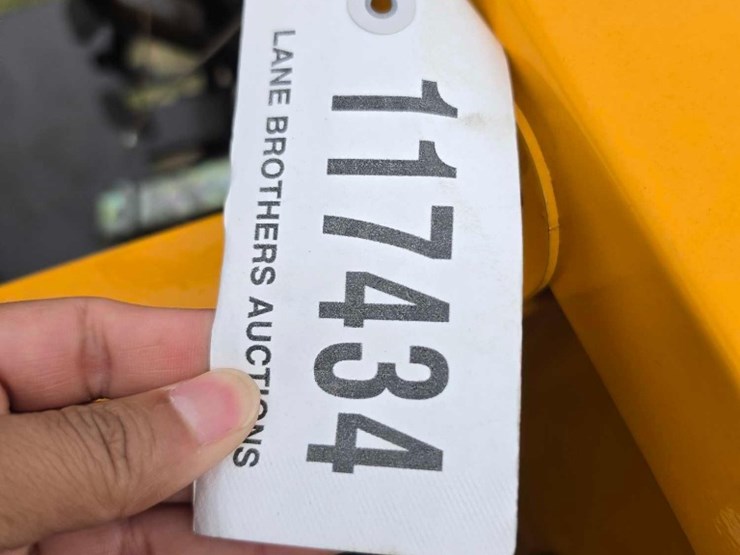 117434
LANE BROTHERS AUCTIONS